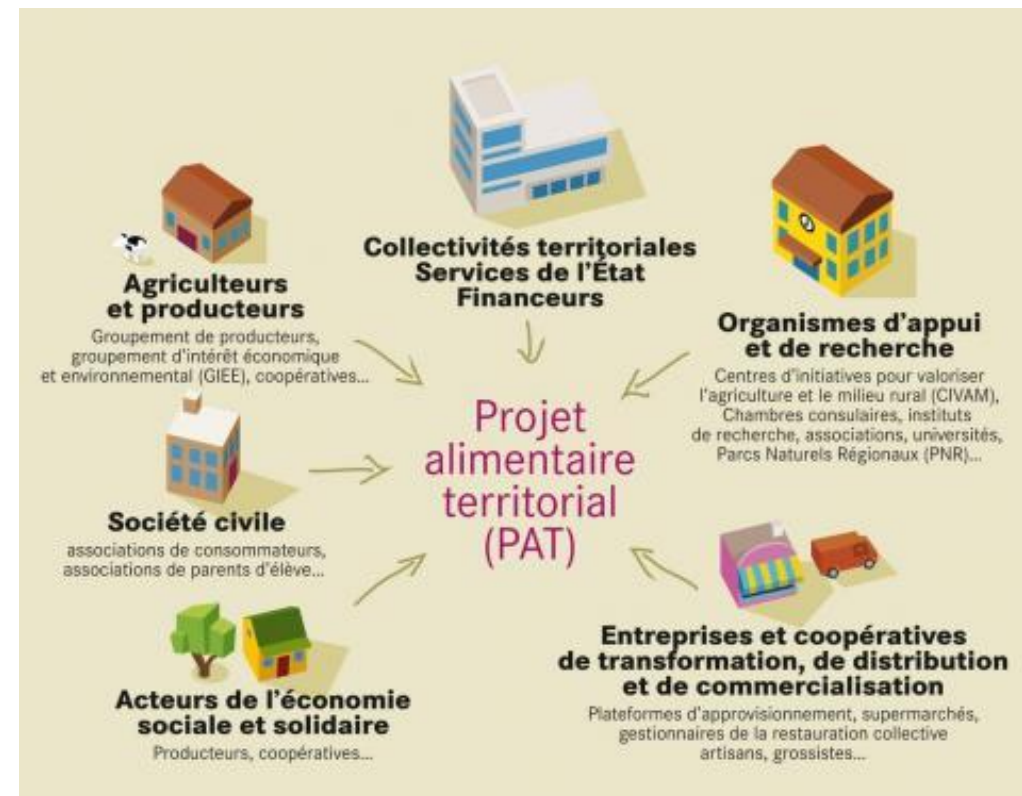 Collectivités territoriales
Services de l'État
Financeurs
Agriculteurs
et producteurs
Groupement de producteurs,
groupement d'intérêt économique
et environnemental (GIEE), coopératives...
Organismes d'appui
et de recherche
Centres d'initiatives pour valoriser
l'agriculture et le milieu rural (CIVAM),
Chambres consulaires, instituts
de recherche, associations, universités,
Parcs Naturels Régionaux (PNR)...
Projet
alimentaire
territorial
(PAT)
Société civile
associations de consommateurs,
associations de parents d'élève...
Acteurs de l'économie
sociale et solidaire
Producteurs, coopératives...
Entreprises et coopératives
de transformation, de distribution
et de commercialisation
Plateformes d'approvisionnement, supermarchés,
gestionnaires de la restauration collective
artisans, grossistes...